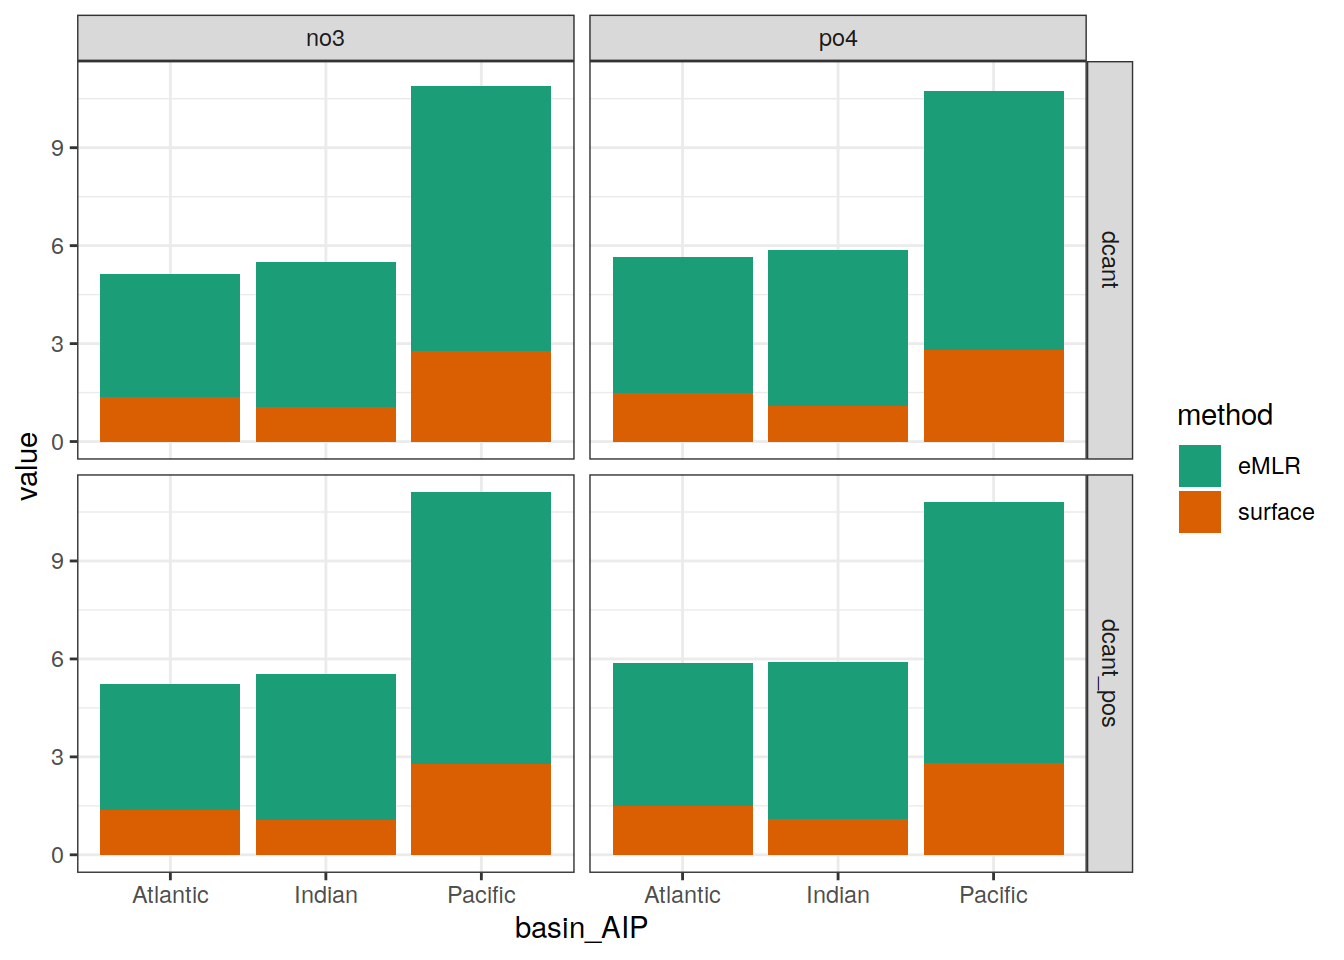 no3
po4
9
6
3
0
dcant
9
6
3
0
dcant_pos
value
Atlantic
Indian
Pacific
Atlantic
Indian
Pacific
basin_AIP
method
eMLR
surface